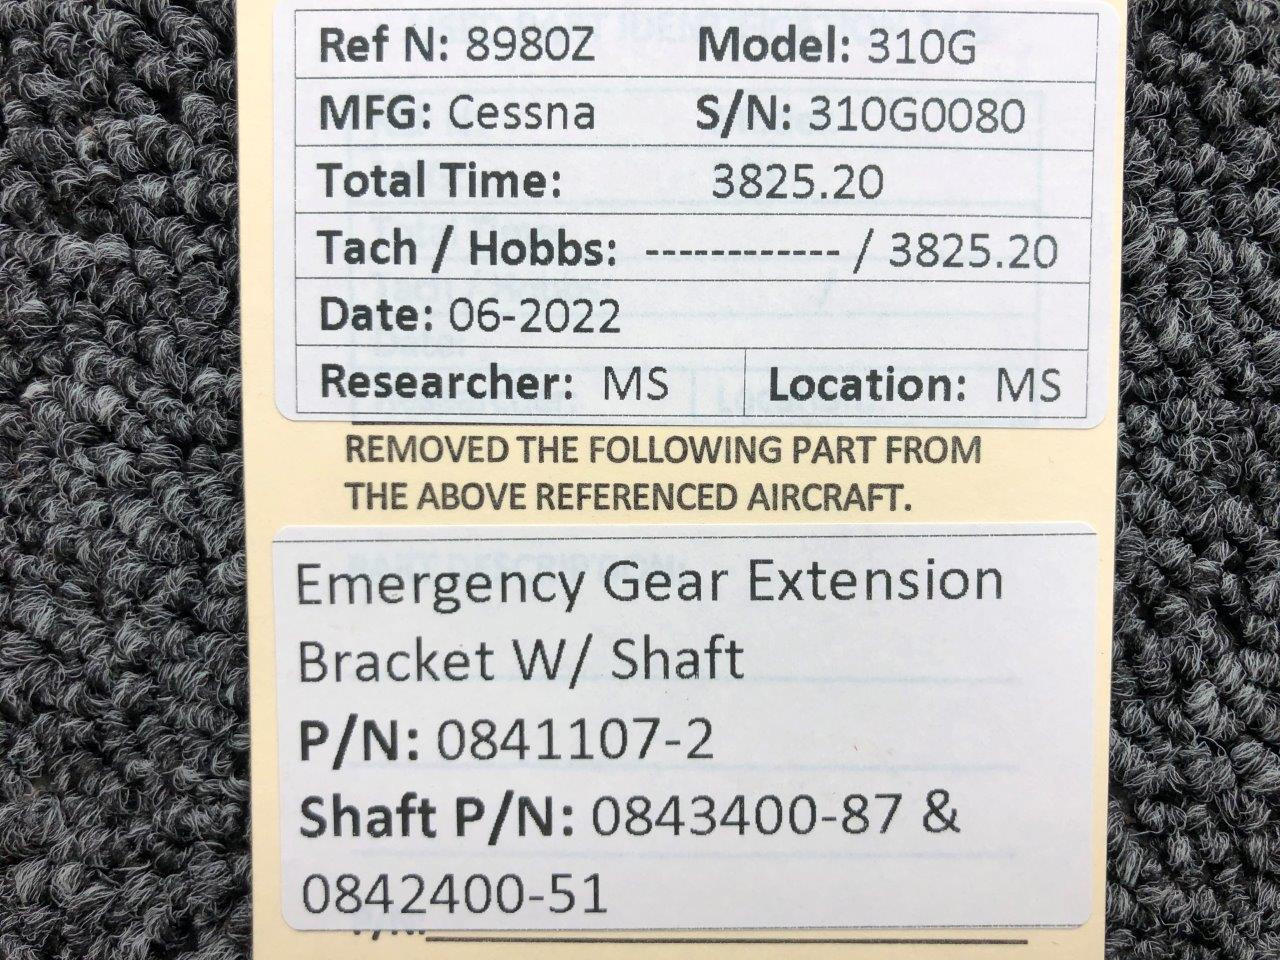 Ref N: 8980Z Model: 310G
MFG: Cessna S/N: 310G0080
Total Time: 3825.20
Tach / Hobbs: ------------ / 3825.20
Date: 06-2022
Researcher: MS Location: MS
REMOVED THE FOLLOWING PART FROM
THE ABOVE REFERENCED AIRCRAFT.
Emergency Gear Extension
Bracket W/ Shaft
P/N: 0841107-2
Shaft P/N: 0843400-87 &
0842400-51